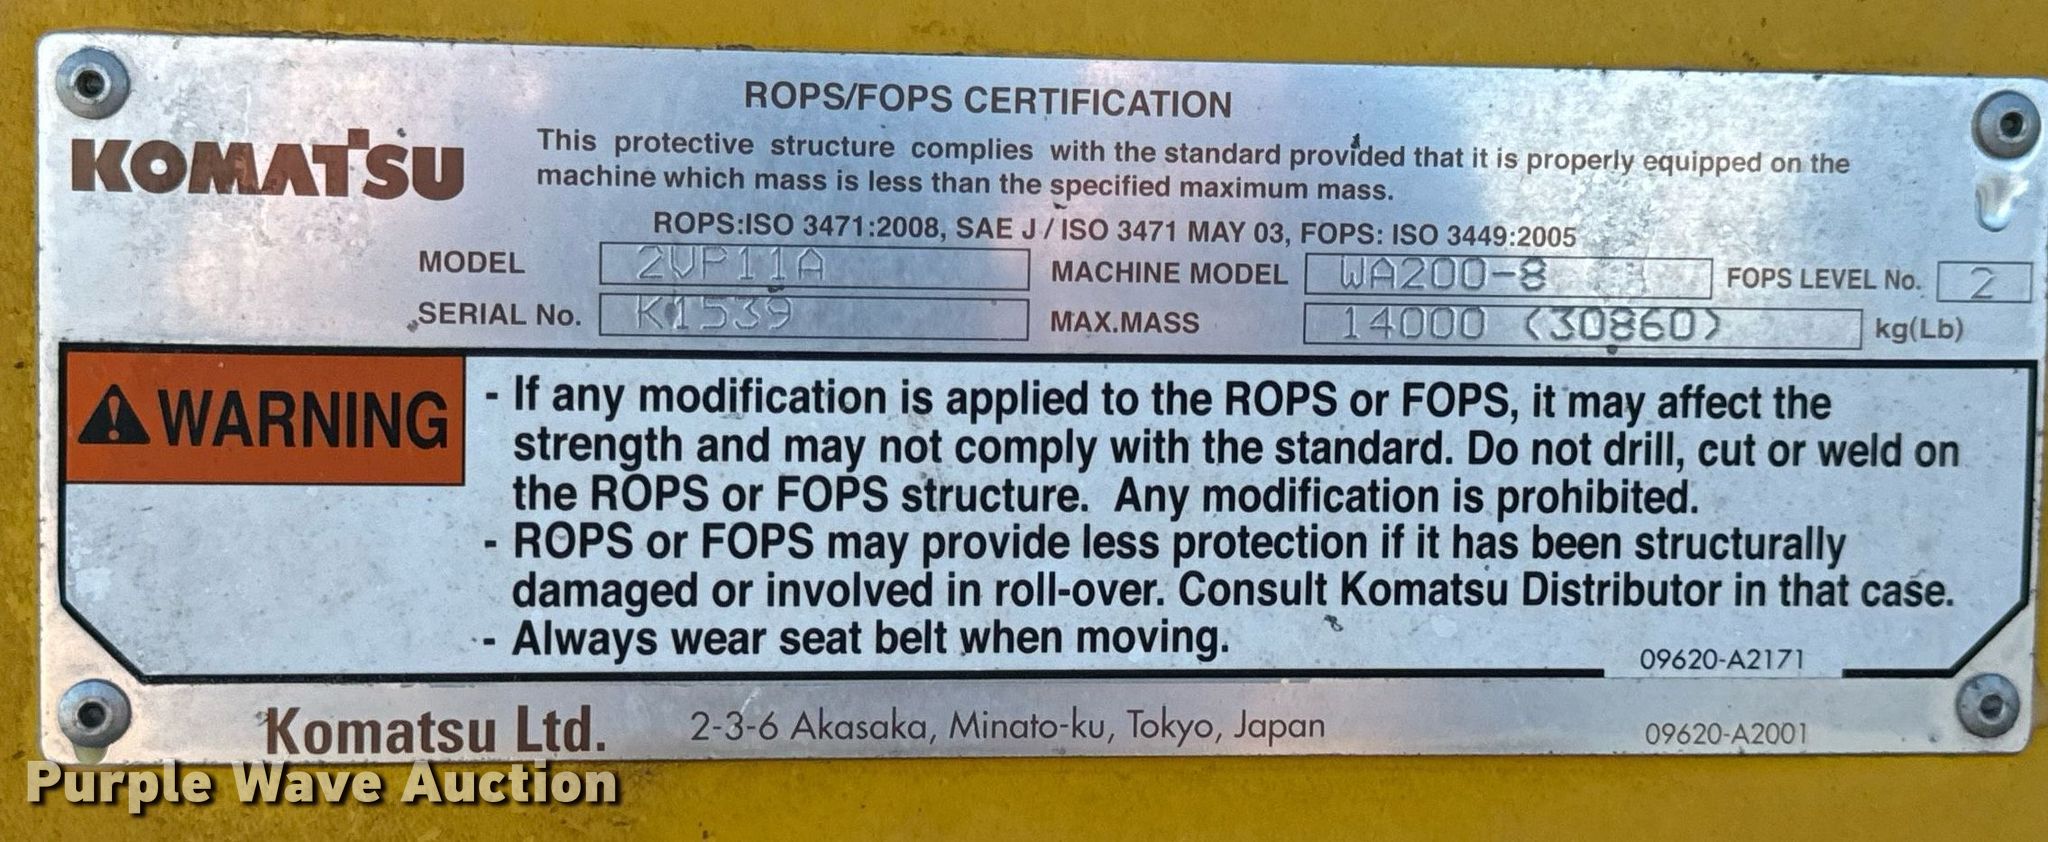 ROPS/FOPS CERTIFICATION
KOMATSU
This protective structure complies with the standard provided that it is properly equipped on the
machine which mass is less than the specified maximum mass.
ROPS:ISO 3471:2008, SAE J / ISO 3471 MAY 03, FOPS: ISO 3449:2005
MODEL 2VP11A MACHINE MODEL WA200-8 FOPS LEVEL No. 2
SERIAL No. K1539 MAX.MASS 14000 (30860) kg(Lb)
WARNING
- If any modification is applied to the ROPS or FOPS, it may affect the
strength and may not comply with the standard. Do not drill, cut or weld on
the ROPS or FOPS structure. Any modification is prohibited.
- ROPS or FOPS may provide less protection if it has been structurally
damaged or involved in roll-over. Consult Komatsu Distributor in that case.
- Always wear seat belt when moving.
09620-A2171
Komatsu Ltd. 2-3-6 Akasaka, Minato-ku, Tokyo, Japan 09620-A2001
Purple Wave Auction